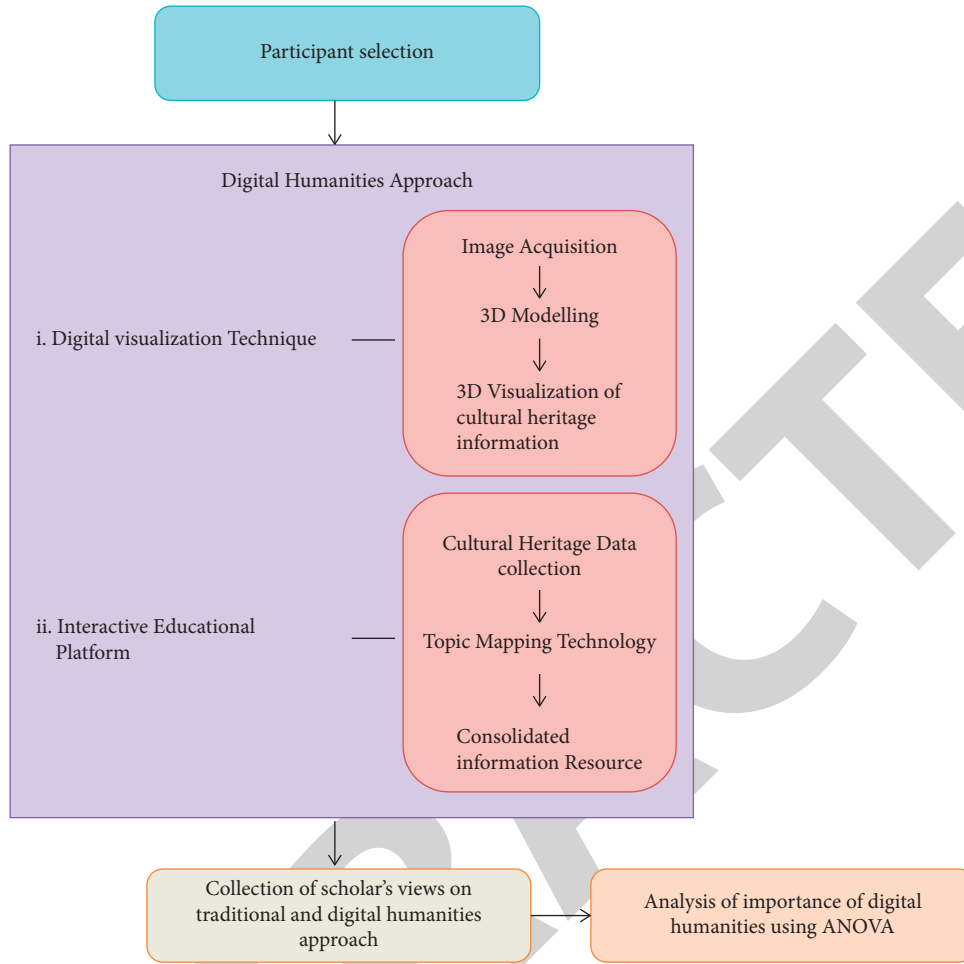 Participant selection
Digital Humanities Approach
Image Acquisition
3D Modelling
i. Digital visualization Technique
3D Visualization of
cultural heritage
information
Cultural Heritage Data
collection
ii. Interactive Educational
Platform
Topic Mapping Technology
Consolidated
information Resource
Collection of scholar's views on
traditional and digital humanities
approach
Analysis of importance of digital
humanities using ANOVA